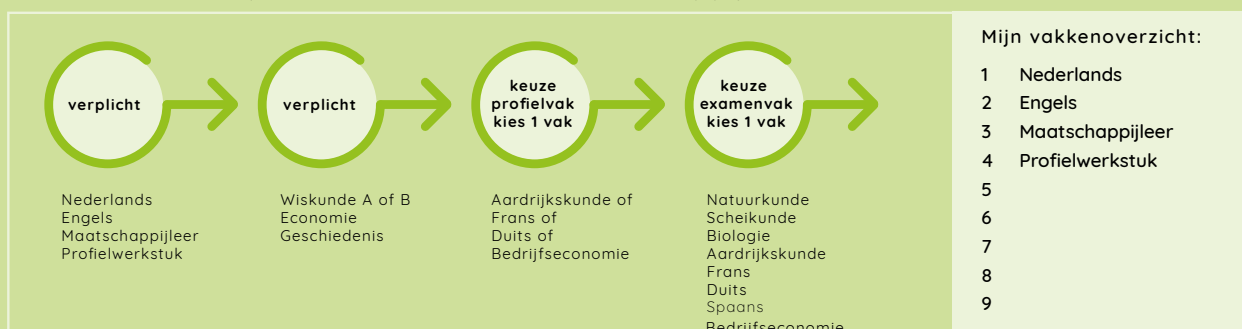 verplicht
Nederlands
Engels
Maatschappijleer
Profielwerkstuk
verplicht
Wiskunde A of B
Economie
Geschiedenis
keuze
profielvak
kies 1 vak
Aardrijkskunde of
Frans of
Duits of
Bedrijfseconomie
keuze
examenvak
kies 1 vak
Natuurkunde
Scheikunde
Biologie
Aardrijkskunde
Frans
Duits
Spaans
Bedrijfseconomie
Mijn vakkenoverzicht:
1 Nederlands
2 Engels
3 Maatschappijleer
4 Profielwerkstuk
5
6
7
8
9